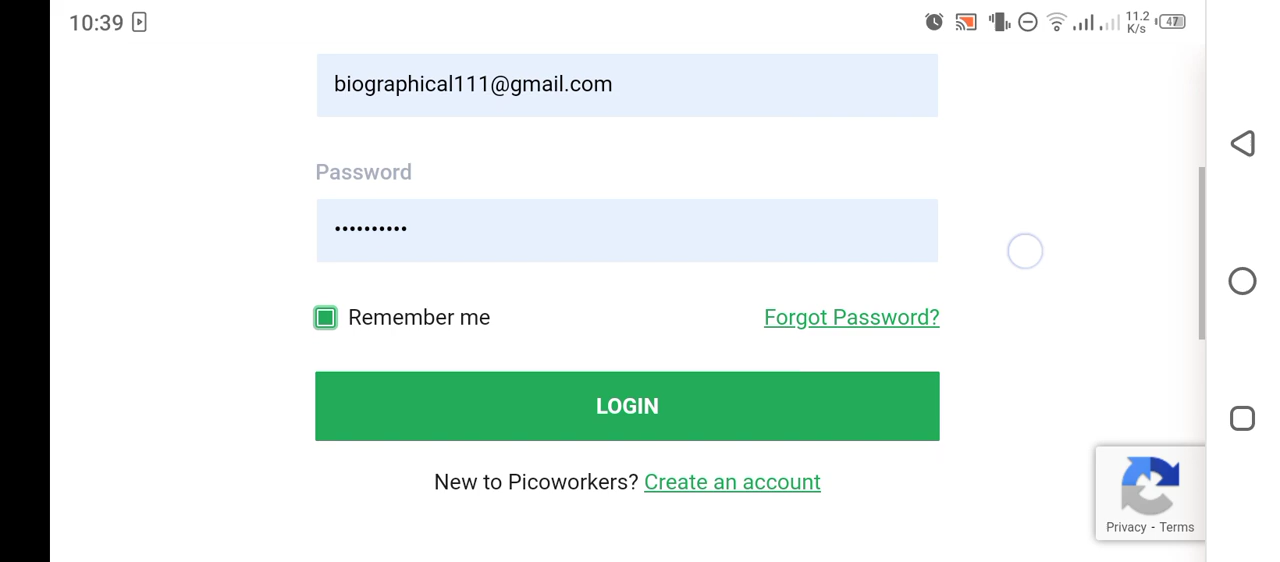 10:39
11.2
K/s
47
biographical111@gmail.com
Password
••••••••••
Remember me
Forgot Password?
LOGIN
New to Picoworkers? Create an account
Privacy - Terms